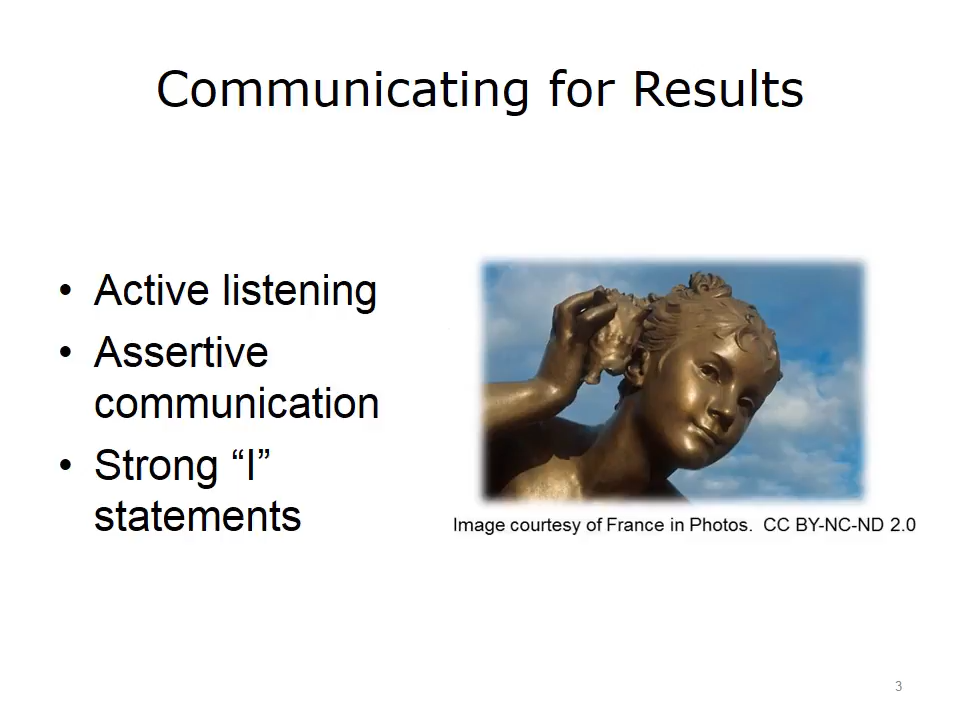 Communicating for Results
• Active listening
• Assertive
communication
• Strong “I”
statements
Image courtesy of France in Photos.  CC BY-NC-ND 2.0
3